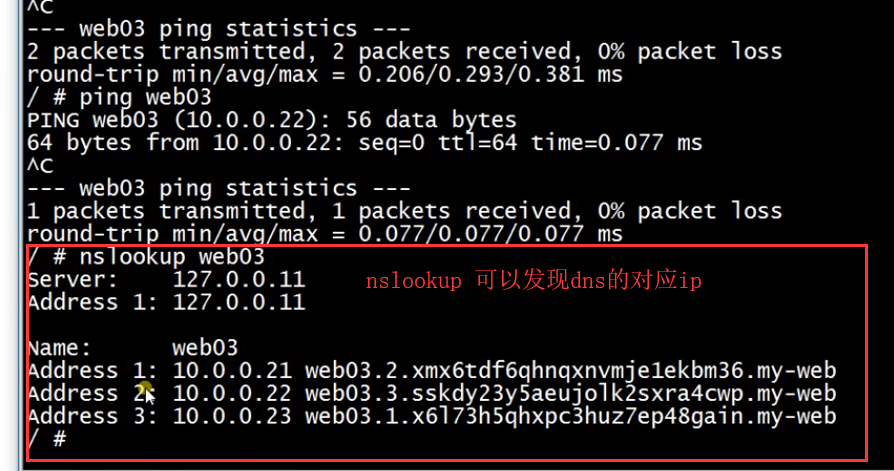 ^C
--- web03 ping statistics ---
2 packets transmitted, 2 packets received, 0% packet loss
round-trip min/avg/max = 0.206/0.293/0.381 ms
/ # ping web03
PING web03 (10.0.0.22): 56 data bytes
64 bytes from 10.0.0.22: seq=0 ttl=64 time=0.077 ms
^C
--- web03 ping statistics ---
1 packets transmitted, 1 packets received, 0% packet loss
round-trip min/avg/max = 0.077/0.077/0.077 ms
/ # nslookup web03
Server: 127.0.0.11
nslookup 可以发现dns的对应ip
Address 1: 127.0.0.11
Name: web03
Address 1: 10.0.0.21 web03.2.xmx6tdf6qhnqxnvmje1ekbm36.my-web
Address 2: 10.0.0.22 web03.3.sskdy23y5aeujolk2sxra4cwp.my-web
Address 3: 10.0.0.23 web03.1.x6l73h5qhxpc3huz7ep48gain.my-web
/ #